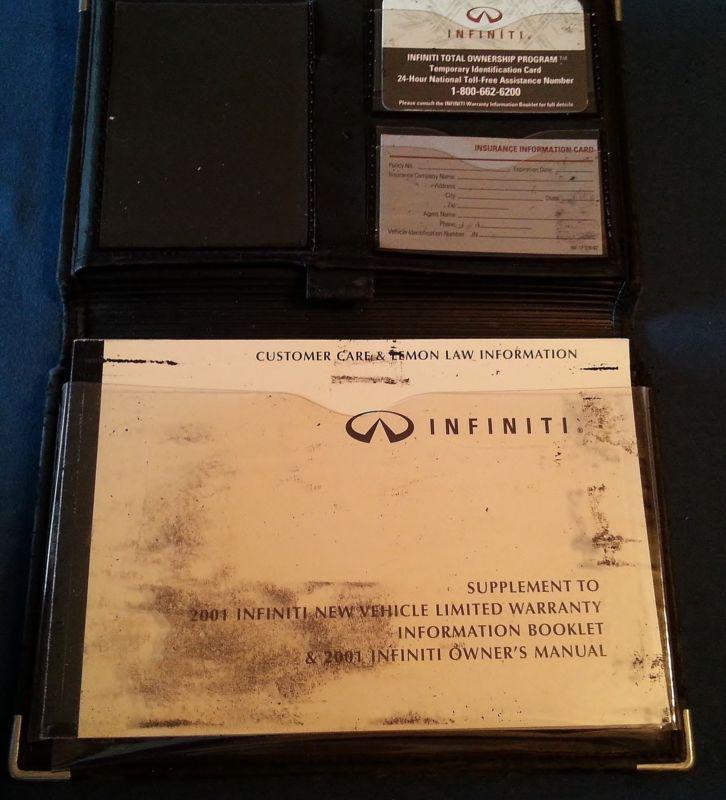 INFINITI®
INFINITI TOTAL OWNERSHIP PROGRAM™
Temporary Identification Card
24-Hour National Toll-Free Assistance Number
1-800-662-6200
Please consult the INFINITI Warranty Information Booklet for full details
INSURANCE INFORMATION CARD
Policy No. Expiration Date
Insurance Company Name
Address
City State
Zip
Agent Name
Phone
Vehicle Identification Number JN
CUSTOMER CARE & LEMON LAW INFORMATION
INFINITI®
SUPPLEMENT TO
2001 INFINITI NEW VEHICLE LIMITED WARRANTY
INFORMATION BOOKLET
& 2001 INFINITI OWNER'S MANUAL